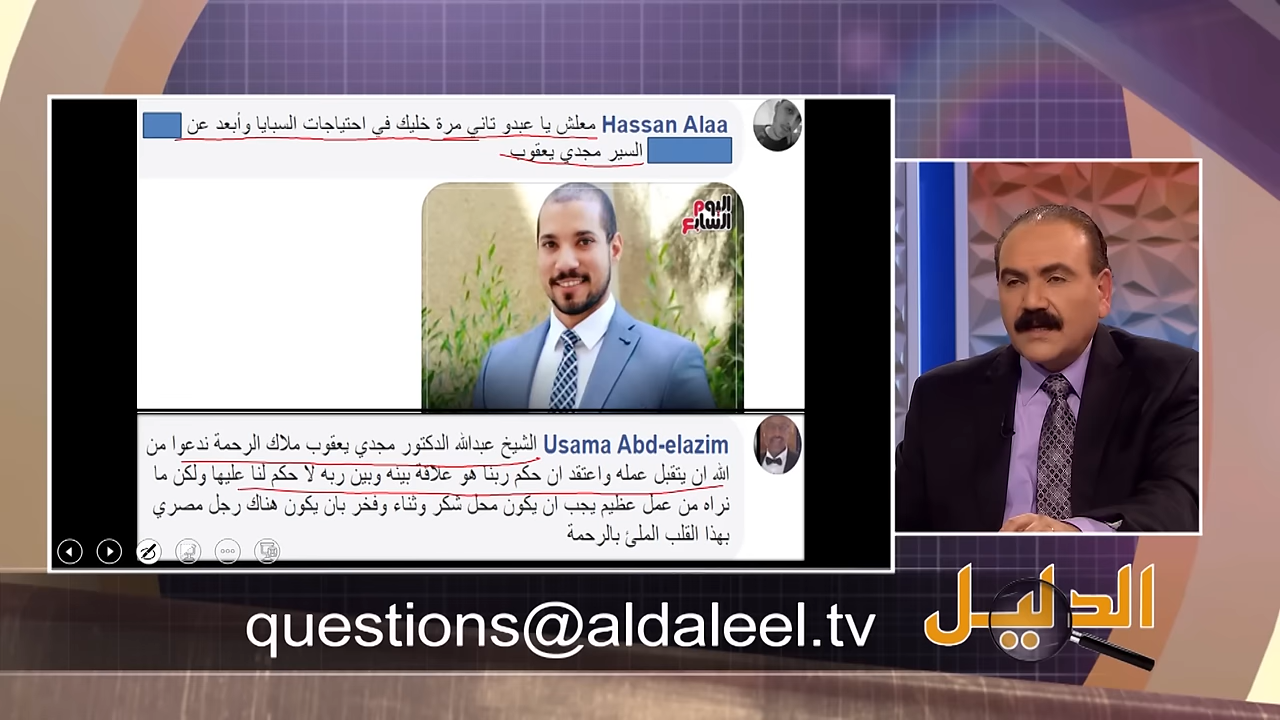 Hassan Alaa معلش يا عبدو تاني مرة خليك في احتياجات السبايا وأبعد عن
السير مجدي يعقوب
اليوم
السابع
Usama Abd-elazim الشيخ عبدالله الدكتور مجدي يعقوب ملاك الرحمة ندعوا من
الله ان يتقبل عمله واعتقد ان حكم ربنا هو علاقة بينه وبين ربه لا حكم لنا عليها ولكن ما
نراه من عمل عظيم يجب ان يكون محل شكر وثناء وفخر بان يكون هناك رجل مصري
بهذا القلب الملئ بالرحمة
الدليل
questions@aldaleel.tv